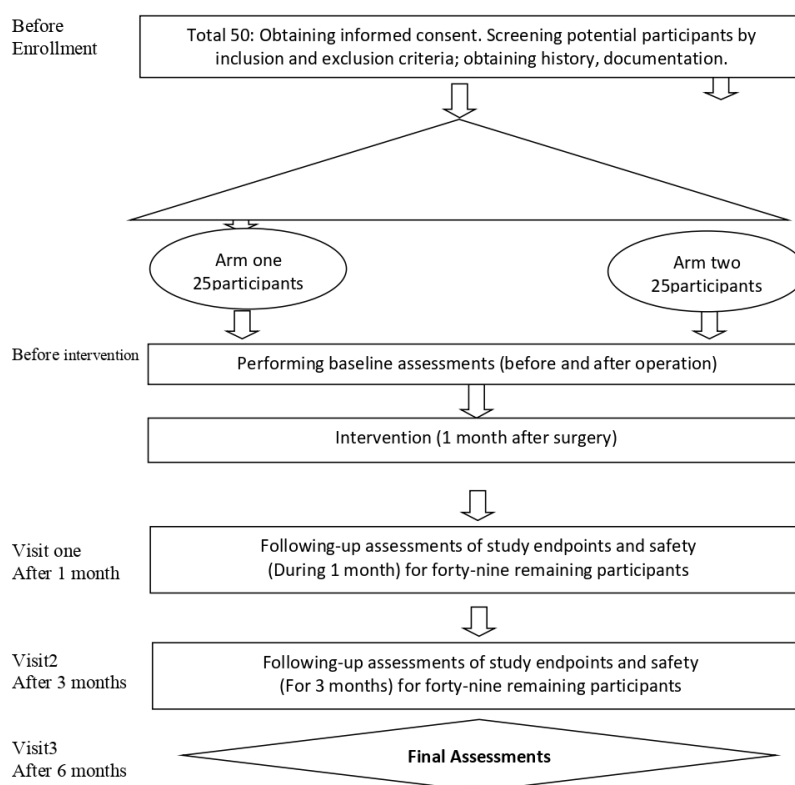 Before
Enrollment
Total 50: Obtaining informed consent. Screening potential participants by
inclusion and exclusion criteria; obtaining history, documentation.
Arm one
25participants
Arm two
25participants
Before intervention
Performing baseline assessments (before and after operation)
Intervention (1 month after surgery)
Visit one
After 1 month
Following-up assessments of study endpoints and safety
(During 1 month) for forty-nine remaining participants
Visit2
After 3 months
Following-up assessments of study endpoints and safety
(For 3 months) for forty-nine remaining participants
Visit3
After 6 months
Final Assessments